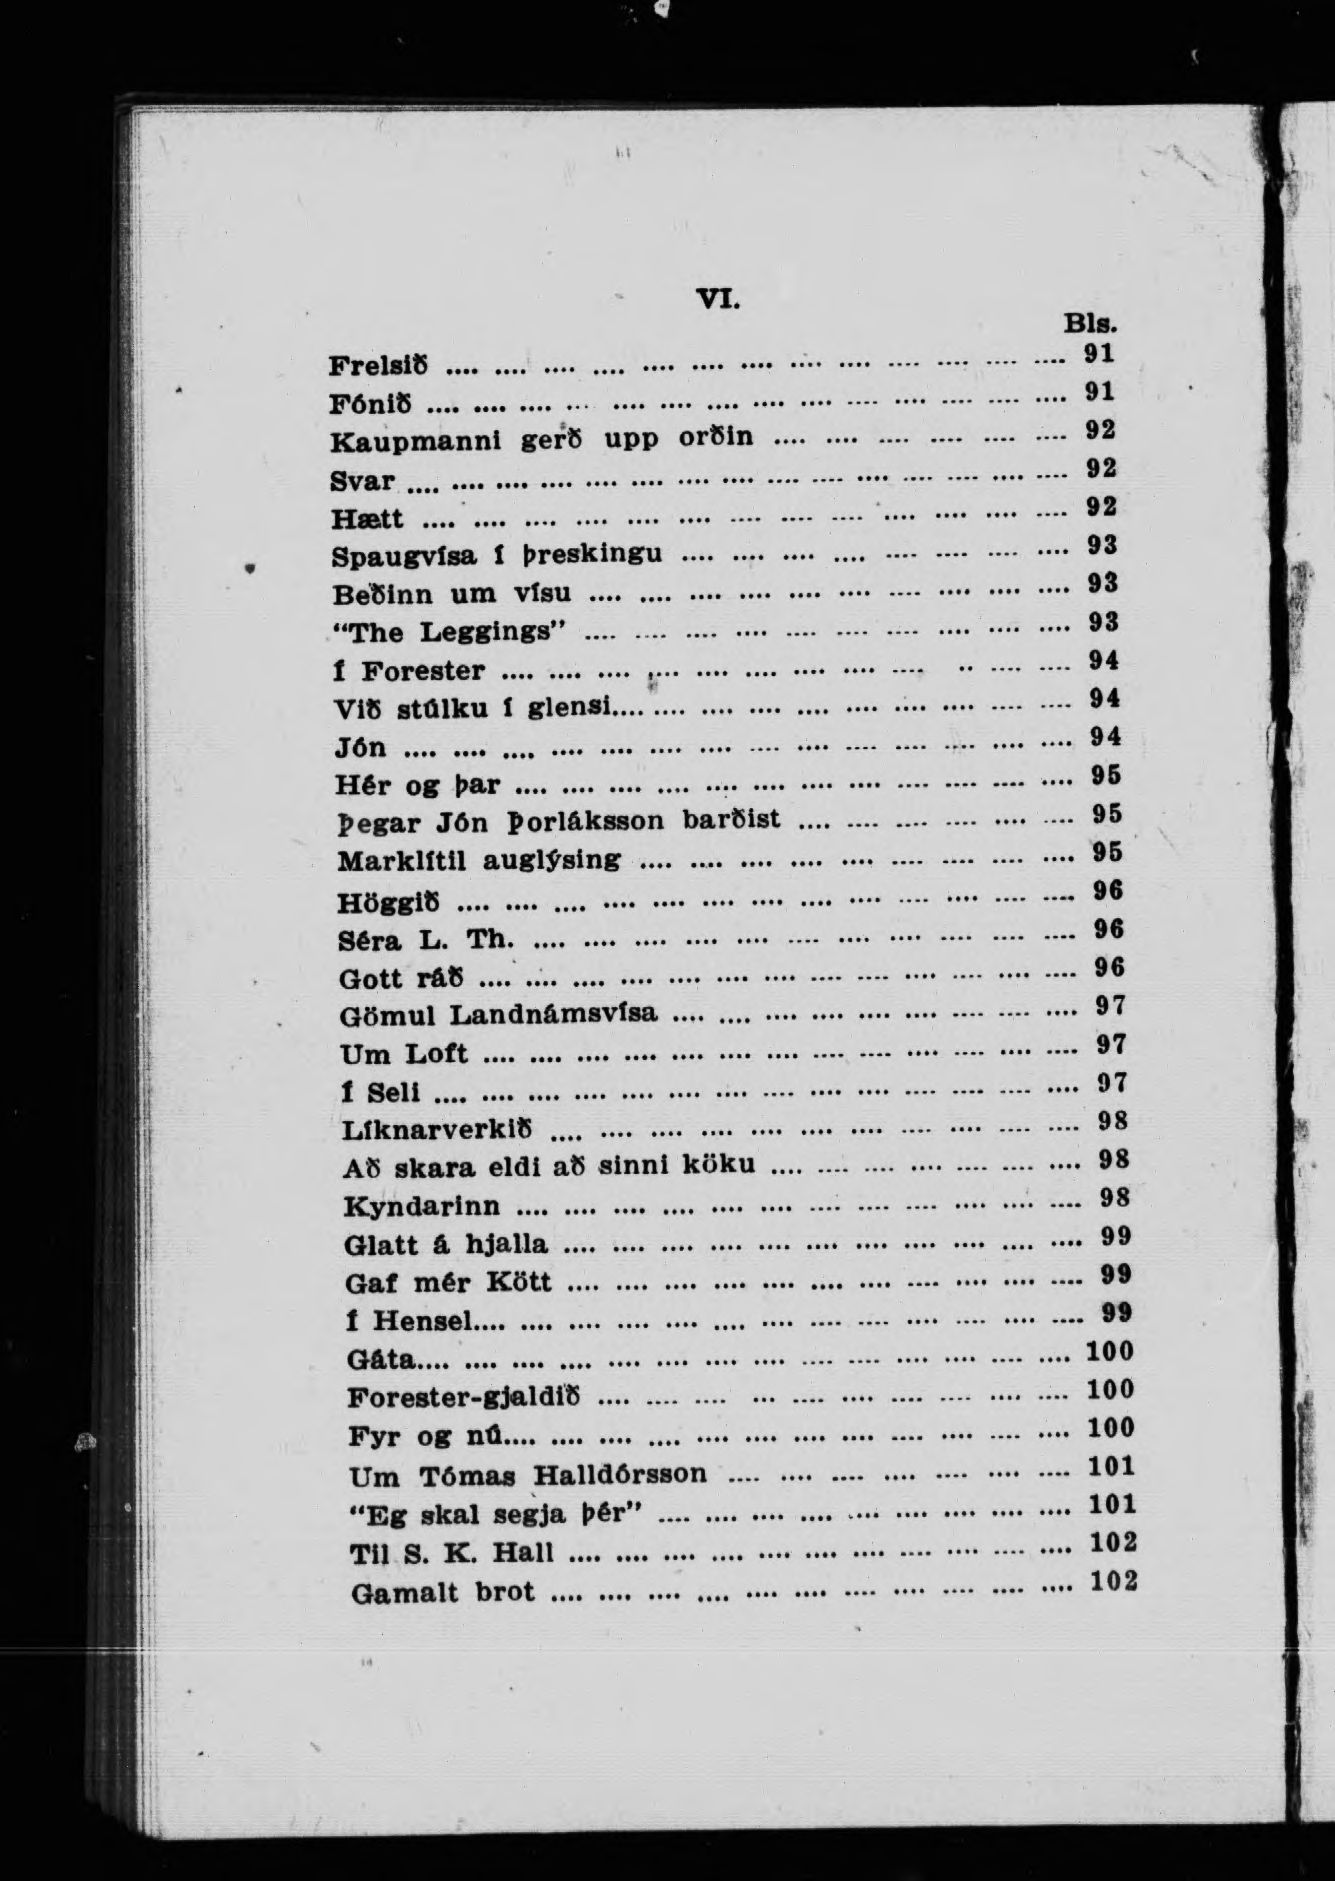 VI.
Bls.
Frelsið .... .... .... .... .... .... .... .... .... .... .... .... .... 91
Fónið .... .... .... .... .... .... .... .... .... .... .... .... .... .... 91
Kaupmanni gerð upp orðin .... .... .... .... .... .... 92
Svar .... .... .... .... .... .... .... .... .... .... .... .... .... .... .... 92
Hætt .... .... .... .... .... .... .... .... .... .... .... .... .... 92
Spaugvísa í þreskingu .... .... .... .... .... .... .... .... 93
Beðinn um vísu .... .... .... .... .... .... .... .... .... .... 93
“The Leggings” .... .... .... .... .... .... .... .... .... .... 93
Í Forester .... .... .... .... .... .... .... .... .... .. .... .... 94
Við stúlku í glensi.... .... .... .... .... .... .... .... .... .... 94
Jón .... .... .... .... .... .... .... .... .... .... .... .... .... .... 94
Hér og þar .... .... .... .... .... .... .... .... .... .... .... .... 95
Þegar Jón Þorláksson barðist .... .... .... .... .... .... 95
Marklítil auglýsing .... .... .... .... .... .... .... .... .... 95
Höggið .... .... .... .... .... .... .... .... .... .... .... .... .... 96
Séra L. Th. .... .... .... .... .... .... .... .... .... .... .... 96
Gott ráð .... .... .... .... .... .... .... .... .... .... .... .... .... 96
Gömul Landnámsvísa .... .... .... .... .... .... .... .... .... 97
Um Loft .... .... .... .... .... .... .... .... .... .... .... .... .... 97
Í Seli .... .... .... .... .... .... .... .... .... .... .... .... .... .... 97
Líknarverkið .... .... .... .... .... .... .... .... .... .... .... 98
Að skara eldi að sinni köku .... .... .... .... .... .... .... 98
Kyndarinn .... .... .... .... .... .... .... .... .... .... .... .... 98
Glatt á hjalla .... .... .... .... .... .... .... .... .... .... .... 99
Gaf mér Kött .... .... .... .... .... .... .... .... .... .... .... 99
Í Hensel.... .... .... .... .... .... .... .... .... .... .... .... .... 99
Gáta.... .... .... .... .... .... .... .... .... .... .... .... .... .... 100
Forester-gjaldið .... .... .... ... .... .... .... .... .... .... 100
Fyr og nú.... .... .... .... .... .... .... .... .... .... .... .... 100
Um Tómas Halldórsson .... .... .... .... .... .... .... 101
“Eg skal segja þér” .... .... .... .... .... .... .... .... .... 101
Til S. K. Hall .... .... .... .... .... .... .... .... .... .... .... 102
Gamalt brot .... .... .... .... .... .... .... .... .... .... .... 102